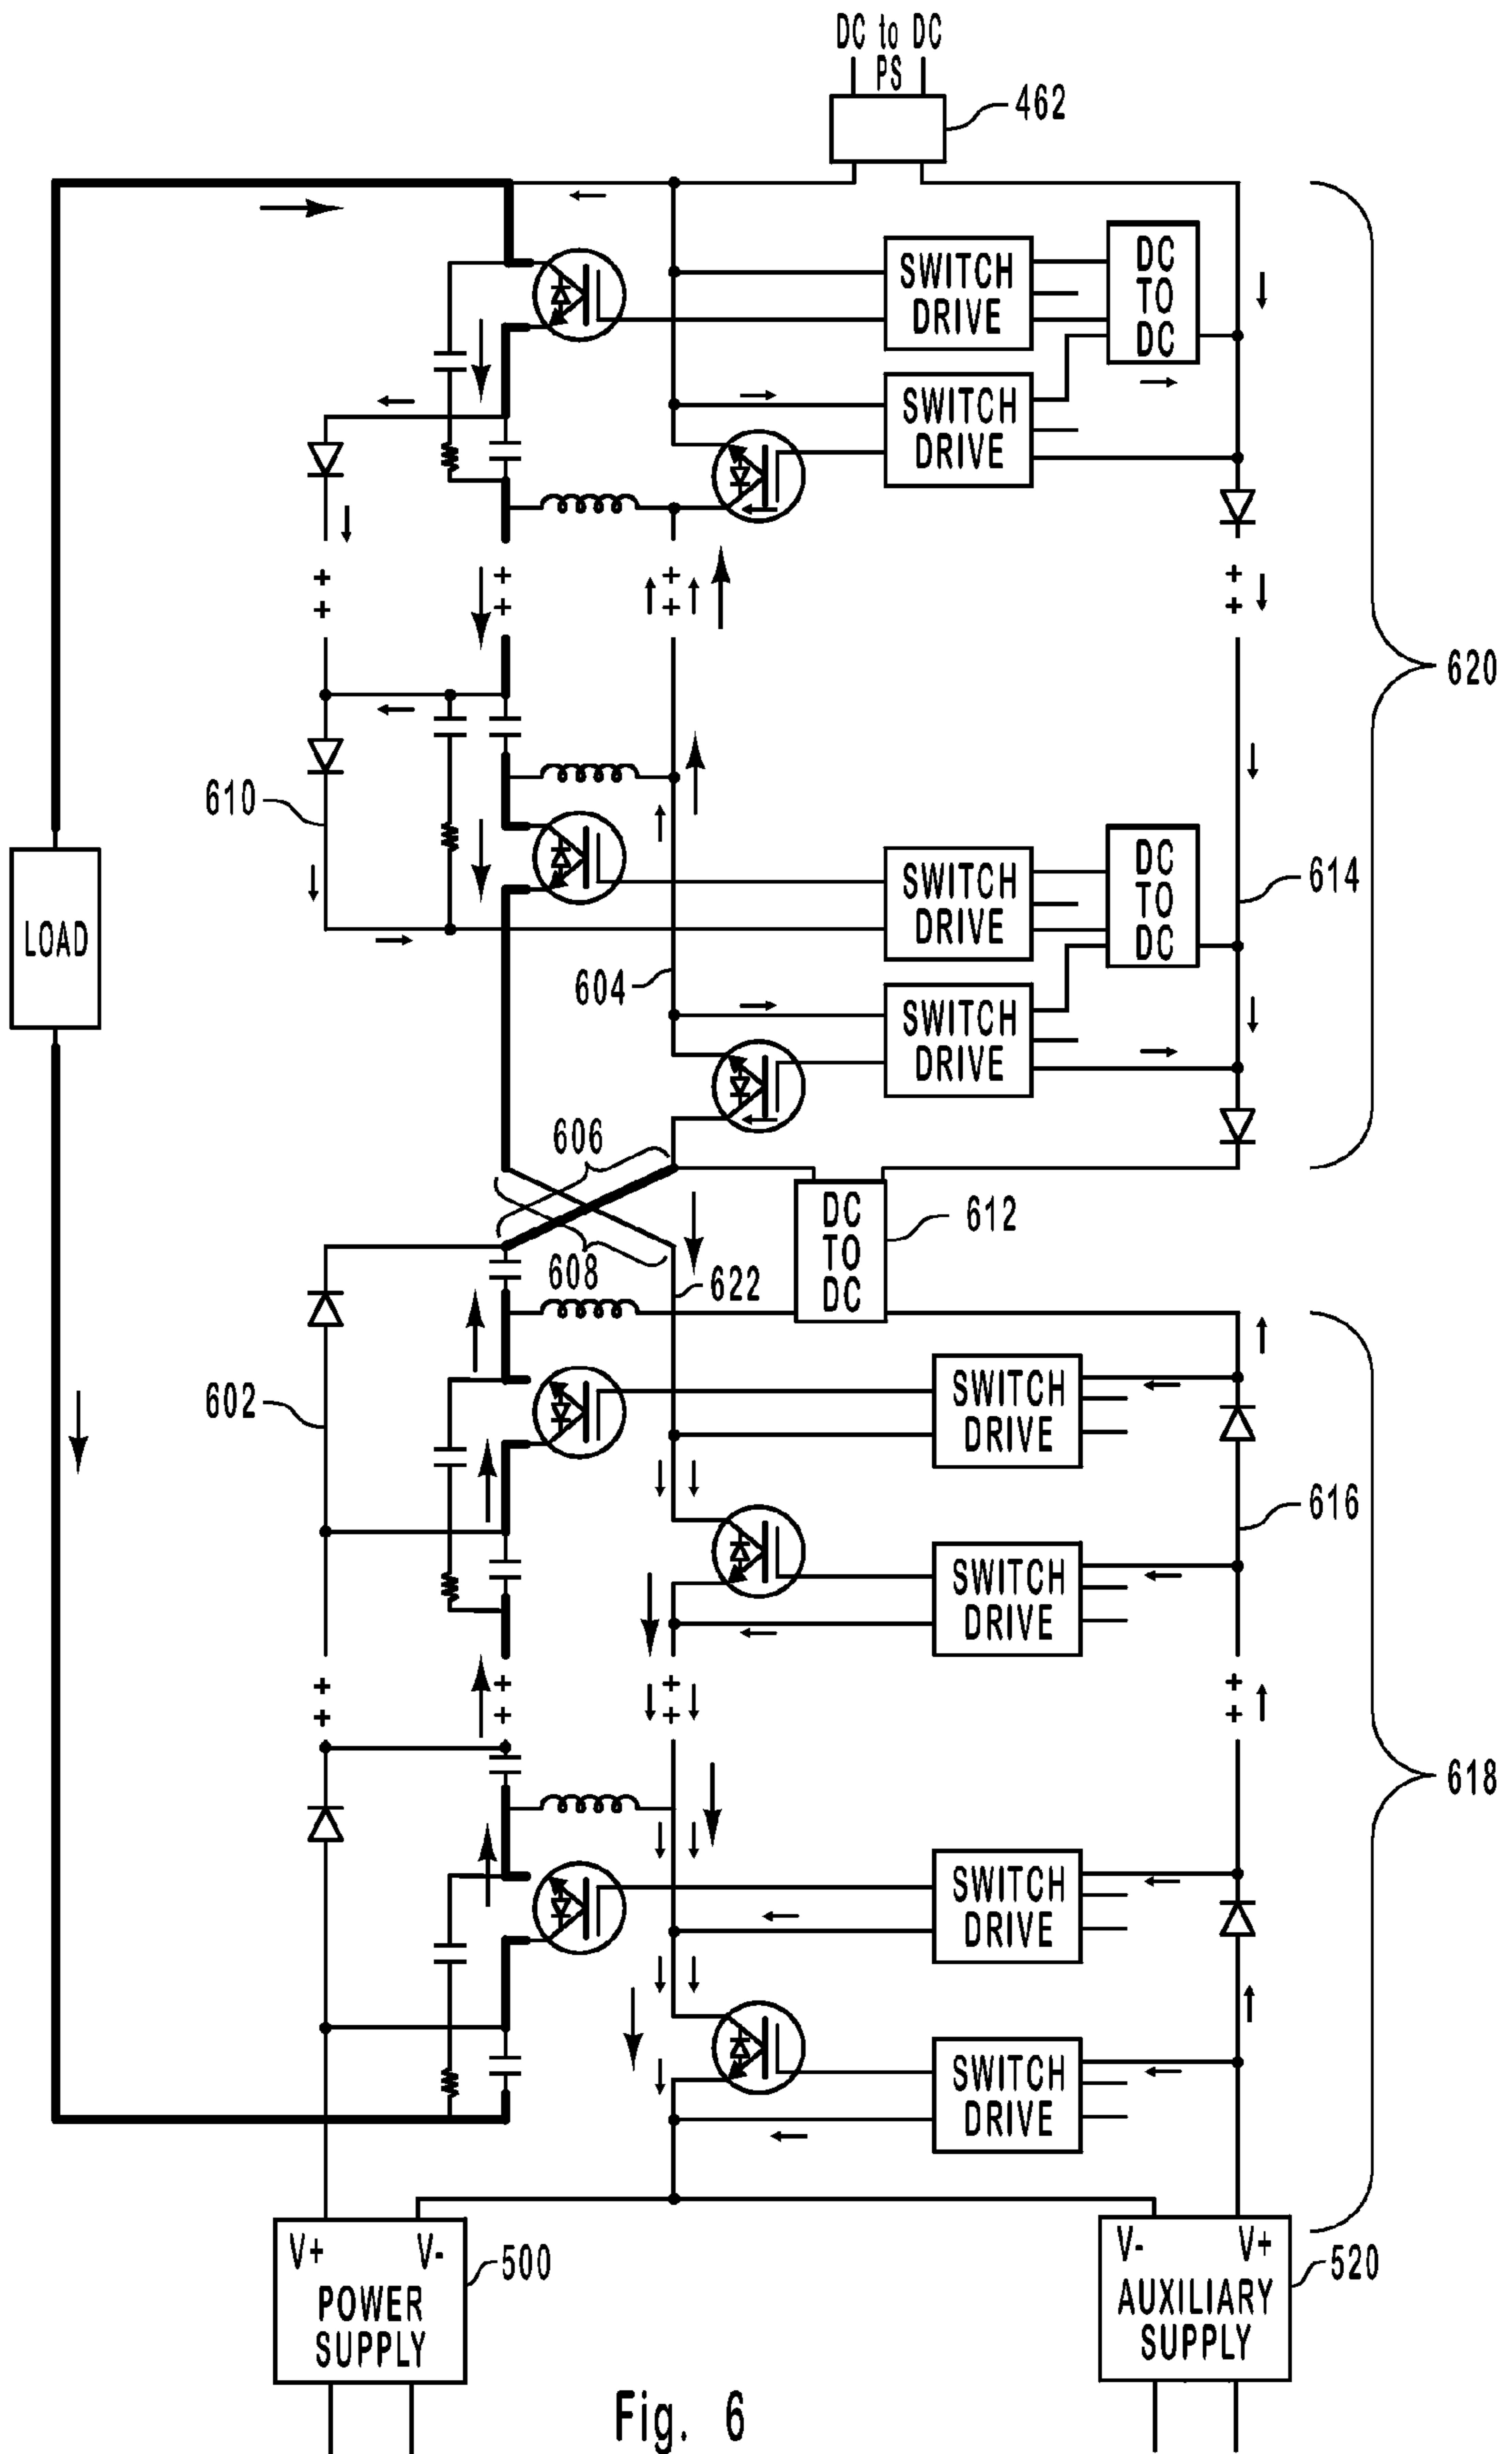 DC to DC
PS
462
SWITCH
DRIVE
DC
TO
DC
SWITCH
DRIVE
+ + + +
+ + + +
620
610
LOAD
SWITCH
DRIVE
DC
TO
DC
614
604
SWITCH
DRIVE
606
DC
TO
DC
612
608
622
602
SWITCH
DRIVE
616
SWITCH
DRIVE
+ + + +
+ + + +
618
SWITCH
DRIVE
SWITCH
DRIVE
V+ V-
POWER
SUPPLY
500
V- V+
AUXILIARY
SUPPLY
520
Fig. 6